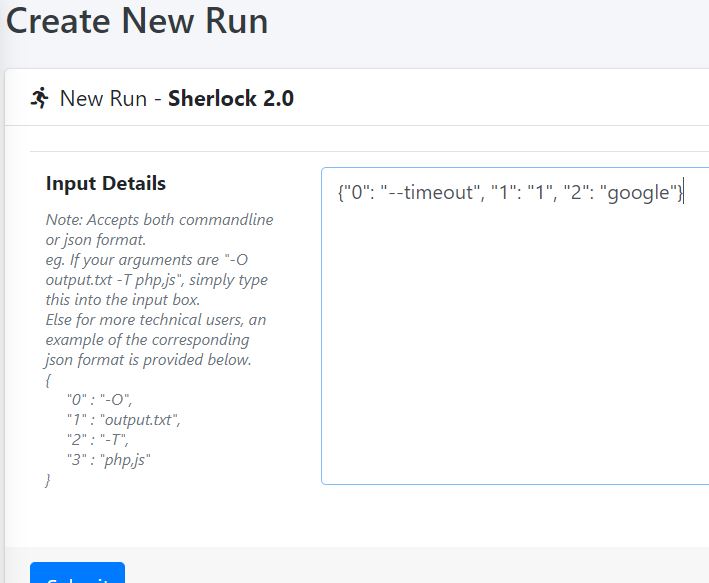 Create New Run
New Run - Sherlock 2.0
Input Details
Note: Accepts both commandline
or json format.
eg. If your arguments are "-O
output.txt -T php,js", simply type
this into the input box.
Else for more technical users, an
example of the corresponding
json format is provided below.
{
"0" : "-O",
"1" : "output.txt",
"2" : "-T",
"3" : "php,js"
}
{"0": "--timeout", "1": "1", "2": "google"}
Submit